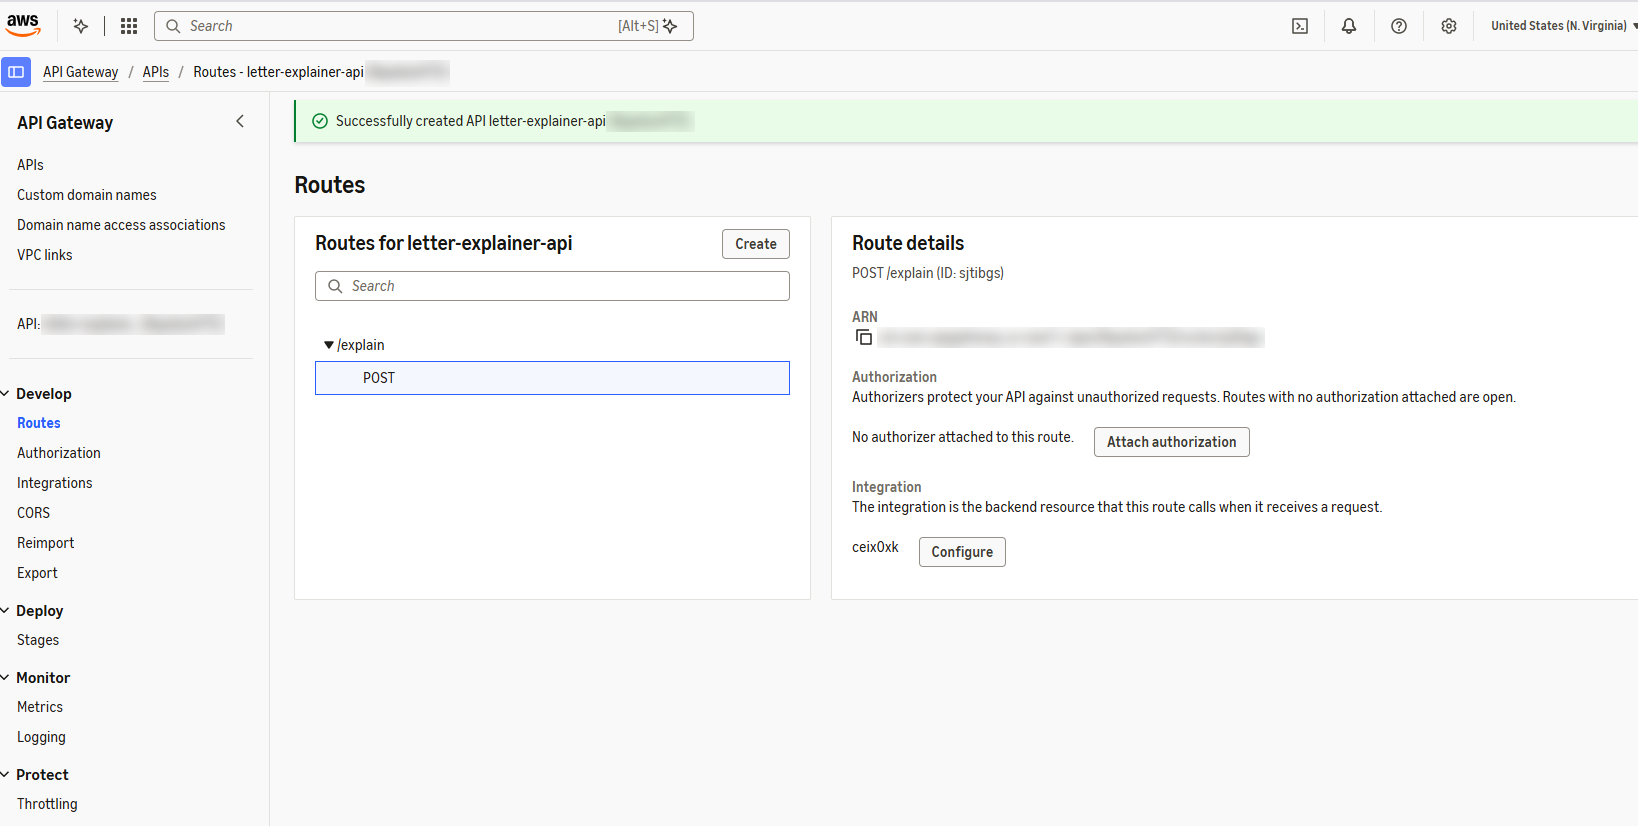 aws
Search
[Alt+S]
United States (N. Virginia)
API Gateway / APIs / Routes - letter-explainer-api
API Gateway
Successfully created API letter-explainer-api
APIs
Custom domain names
Domain name access associations
VPC links
API:
Develop
Routes
Authorization
Integrations
CORS
Reimport
Export
Deploy
Stages
Monitor
Metrics
Logging
Protect
Throttling
Routes
Routes for letter-explainer-api
Create
Search
/explain
POST
Route details
POST /explain (ID: sjtibgs)
ARN
Authorization
Authorizers protect your API against unauthorized requests. Routes with no authorization attached are open.
No authorizer attached to this route.
Attach authorization
Integration
The integration is the backend resource that this route calls when it receives a request.
ceix0xk
Configure